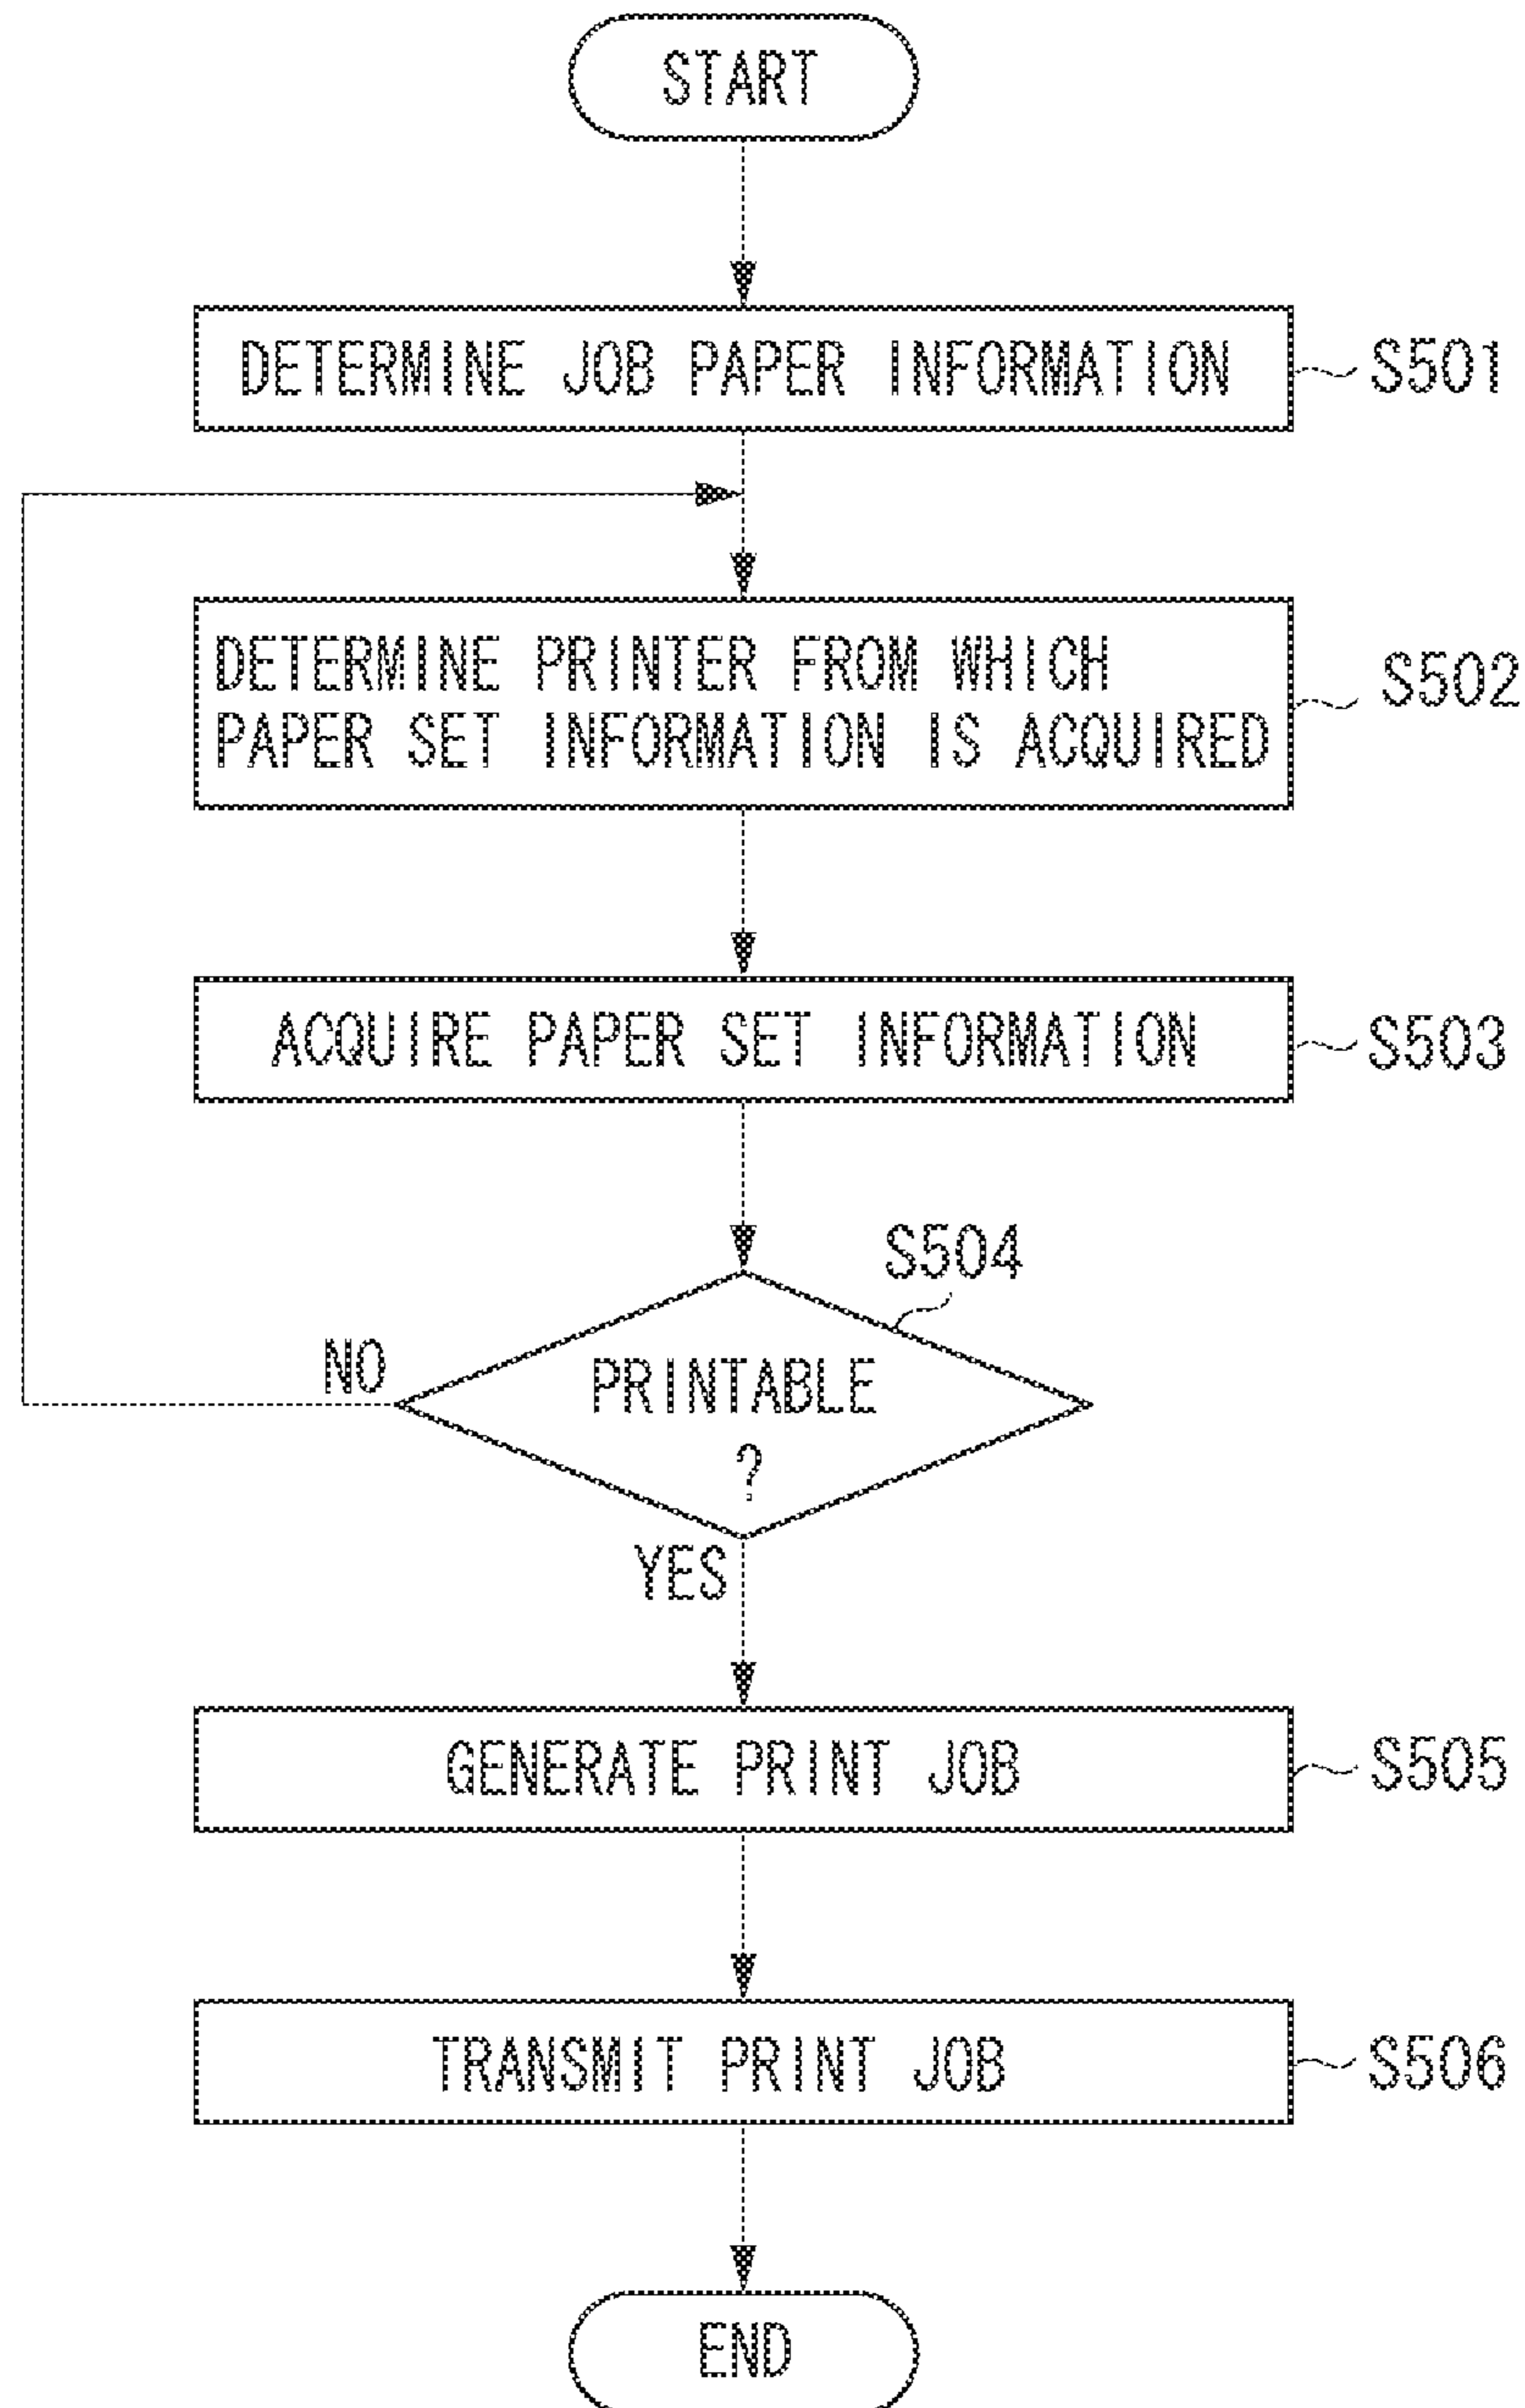 START
DETERMINE JOB PAPER INFORMATION
S501
DETERMINE PRINTER FROM WHICH
PAPER SET INFORMATION IS ACQUIRED
S502
ACQUIRE PAPER SET INFORMATION
S503
S504
NO
PRINTABLE
?
YES
GENERATE PRINT JOB
S505
TRANSMIT PRINT JOB
S506
END